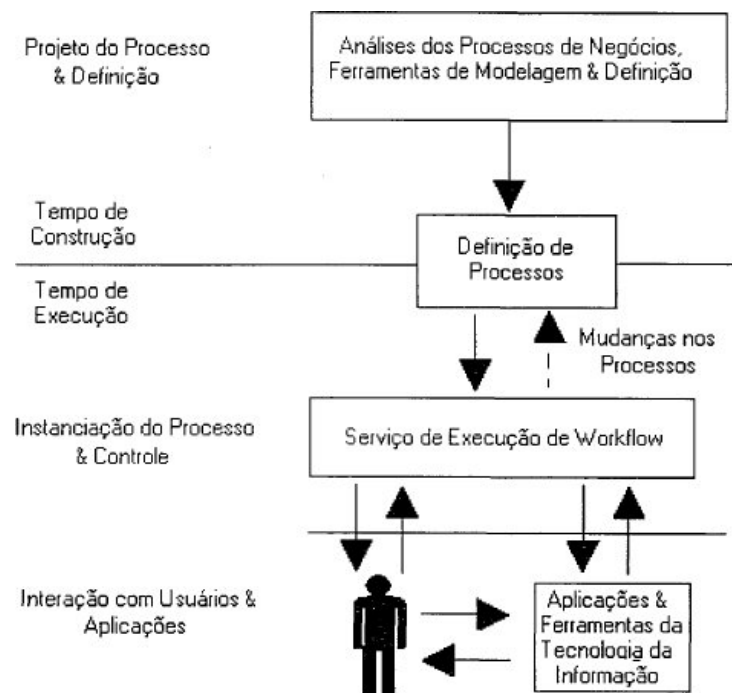 Projeto do Processo
& Definição
Análises dos Processos de Negócios,
Ferramentas de Modelagem & Definição
Tempo de
Construção
Definição de
Processos
Tempo de
Execução
Mudanças nos
Processos
Instanciação do Processo
& Controle
Serviço de Execução de Workflow
Interação com Usuários &
Aplicações
Aplicações &
Ferramentas da
Tecnologia da
Informação